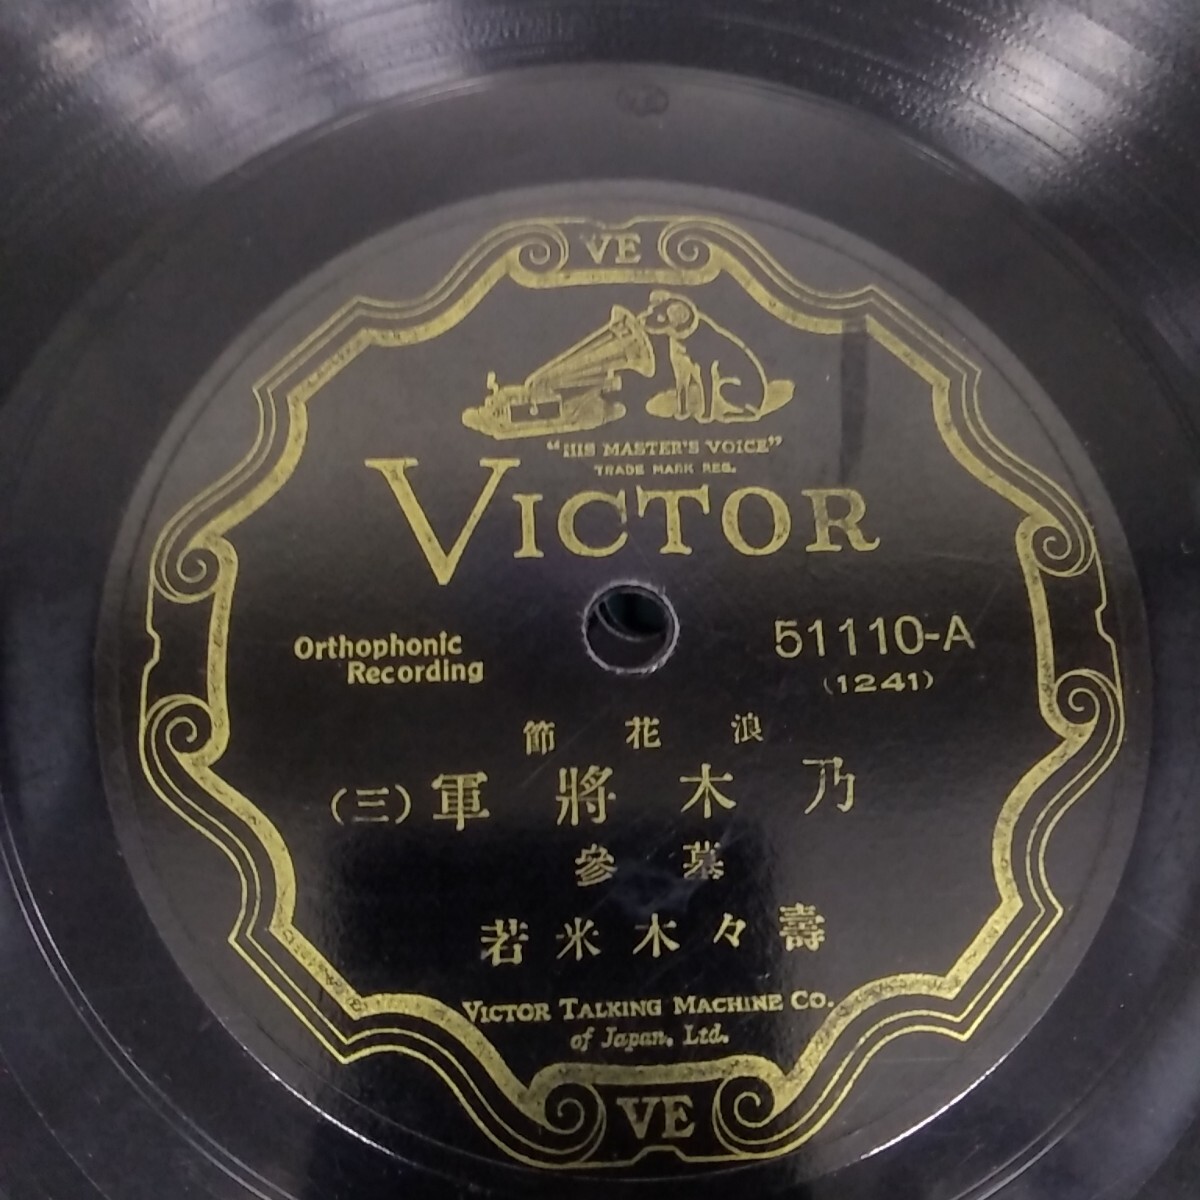 VE
"HIS MASTER'S VOICE"
TRADE MARK REG.
VICTOR
Orthophonic
Recording
51110-A
(1241)
浪花節
乃木將軍(三)
墓參
壽々木米若
VICTOR TALKING MACHINE CO.
of Japan, Ltd.
VE